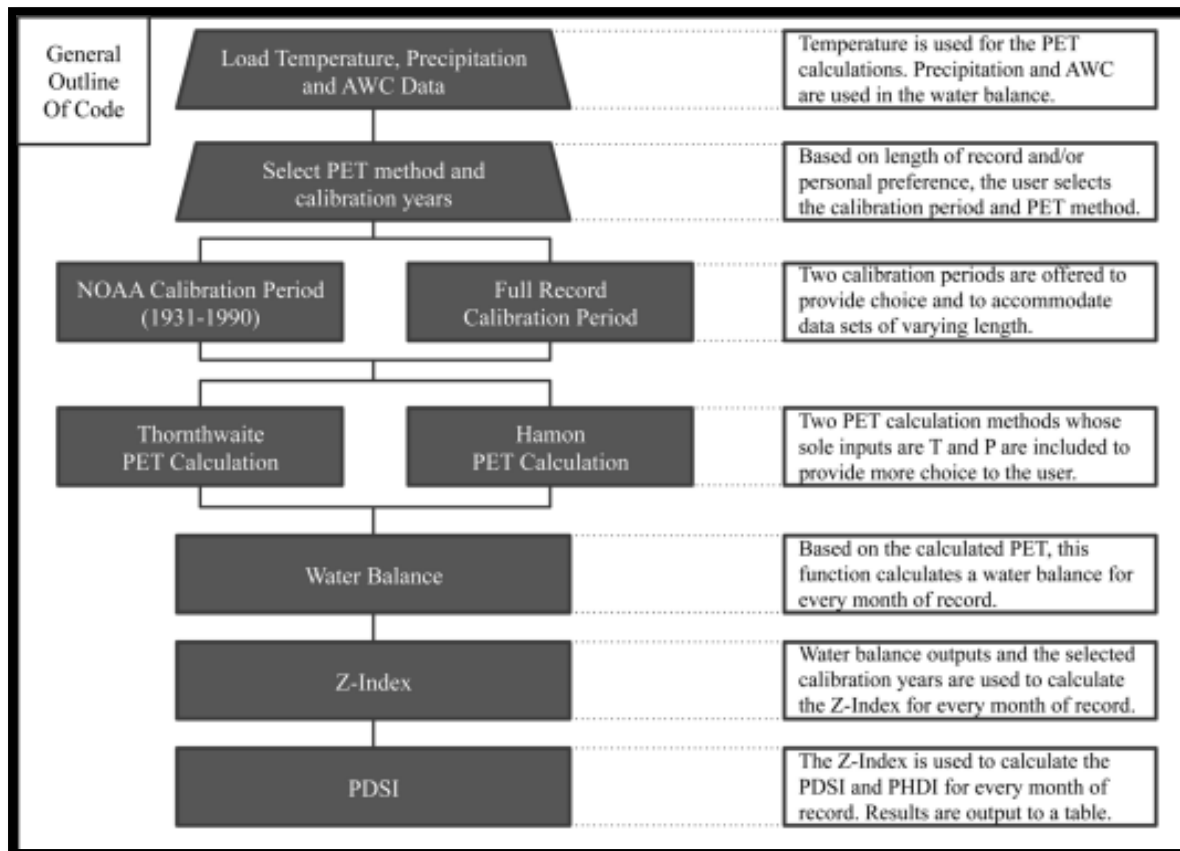 General
Outline
Of Code
Load Temperature, Precipitation
and AWC Data
Temperature is used for the PET
calculations. Precipitation and AWC
are used in the water balance.
Select PET method and
calibration years
Based on length of record and/or
personal preference, the user selects
the calibration period and PET method.
NOAA Calibration Period
(1931-1990)
Full Record
Calibration Period
Two calibration periods are offered to
provide choice and to accommodate
data sets of varying length.
Thornthwaite
PET Calculation
Hamon
PET Calculation
Two PET calculation methods whose
sole inputs are T and P are included to
provide more choice to the user.
Water Balance
Based on the calculated PET, this
function calculates a water balance for
every month of record.
Z-Index
Water balance outputs and the selected
calibration years are used to calculate
the Z-Index for every month of record.
PDSI
The Z-Index is used to calculate the
PDSI and PHDI for every month of
record. Results are output to a table.